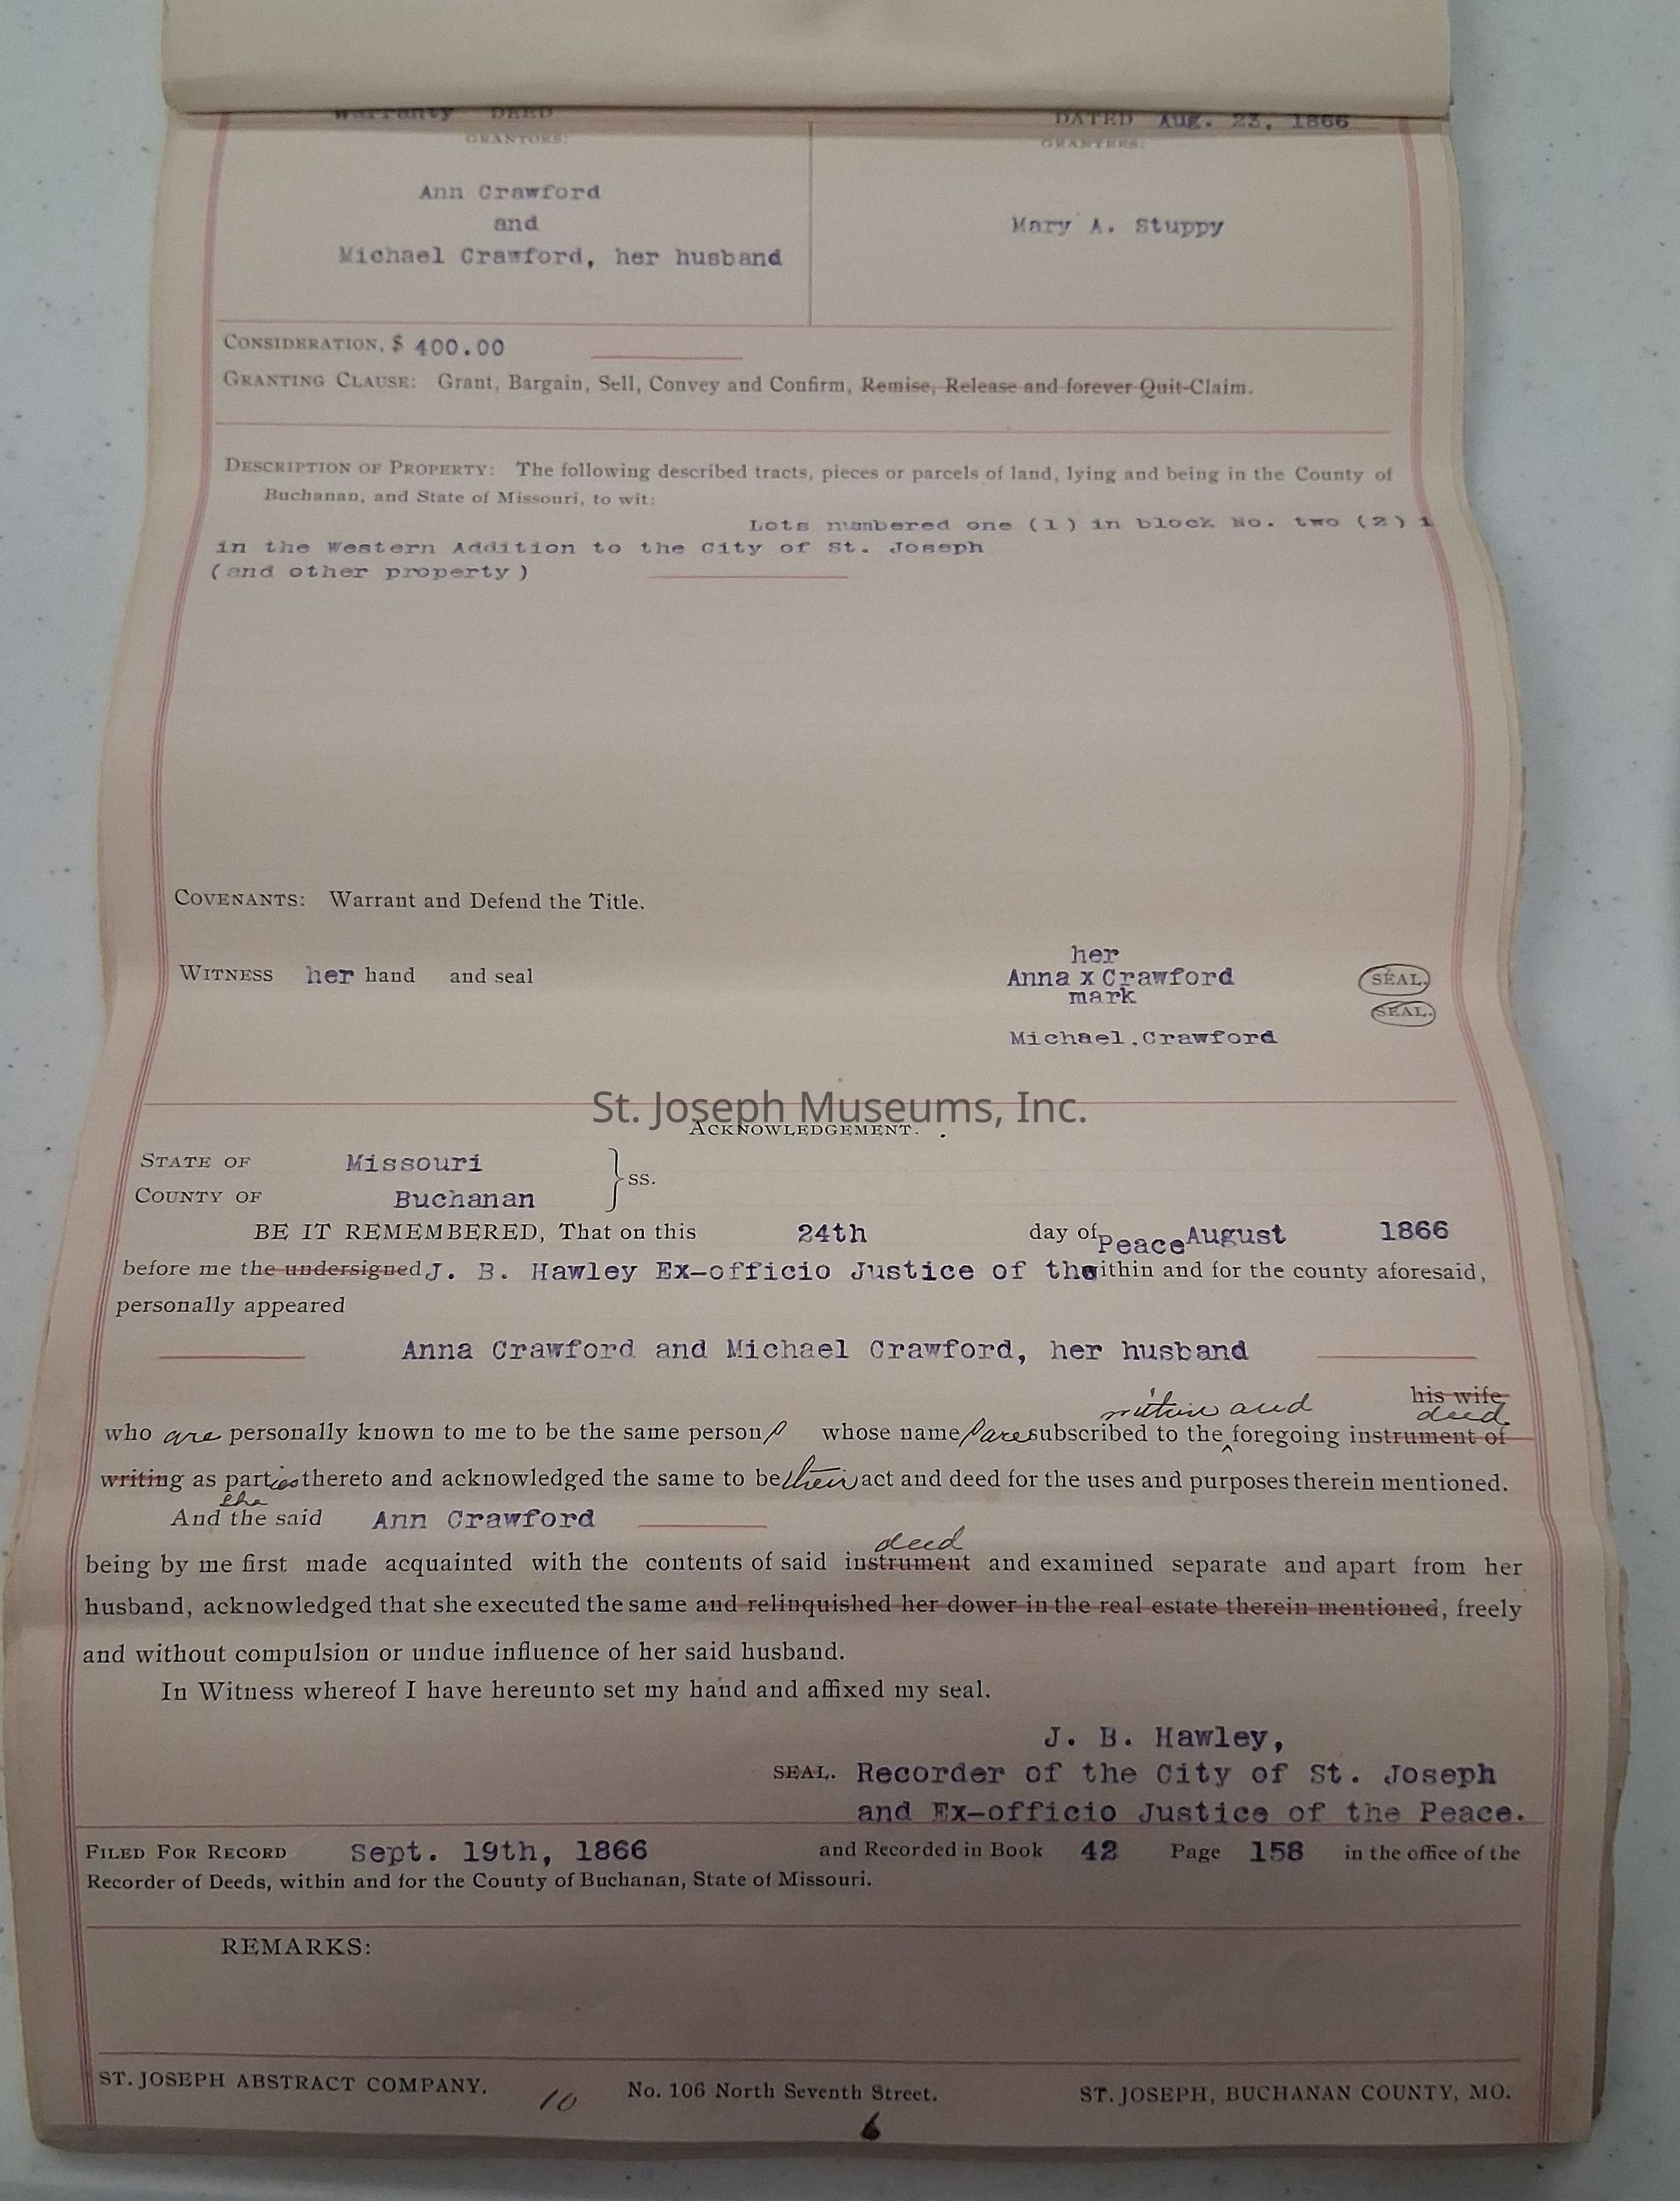 Warranty DEED DATED Aug. 23, 1866
GRANTORS: GRANTEES:
Ann Crawford
and
Michael Crawford, her husband
Mary A. Stuppy
CONSIDERATION, $ 400.00
GRANTING CLAUSE: Grant, Bargain, Sell, Convey and Confirm, Remise, Release and forever Quit-Claim.
DESCRIPTION OF PROPERTY: The following described tracts, pieces or parcels of land, lying and being in the County of
Buchanan, and State of Missouri, to wit:
Lots numbered one (1) in block No. two (2) i
in the Western Addition to the City of St. Joseph
(and other property)
COVENANTS: Warrant and Defend the Title.
her
WITNESS her hand and seal Anna x Crawford SEAL.
mark SEAL.
Michael.Crawford
St. Joseph Museums, Inc.
ACKNOWLEDGEMENT.
STATE OF Missouri
COUNTY OF Buchanan } ss.
BE IT REMEMBERED, That on this 24th day of August 1866
Peace
before me the undersigned J. B. Hawley Ex-officio Justice of the within and for the county aforesaid,
personally appeared
Anna Crawford and Michael Crawford, her husband
his wife
within and deed
who are personally known to me to be the same persons whose names are subscribed to the ^ foregoing instrument of
writing as parties thereto and acknowledged the same to be their act and deed for the uses and purposes therein mentioned.
she
And the said Ann Crawford
deed
being by me first made acquainted with the contents of said instrument and examined separate and apart from her
husband, acknowledged that she executed the same and relinquished her dower in the real estate therein mentioned, freely
and without compulsion or undue influence of her said husband.
In Witness whereof I have hereunto set my hand and affixed my seal.
J. B. Hawley,
SEAL. Recorder of the City of St. Joseph
and Ex-officio Justice of the Peace.
FILED FOR RECORD Sept. 19th, 1866 and Recorded in Book 42 Page 158 in the office of the
Recorder of Deeds, within and for the County of Buchanan, State of Missouri.
REMARKS:
ST. JOSEPH ABSTRACT COMPANY. 10 No. 106 North Seventh Street. ST. JOSEPH, BUCHANAN COUNTY, MO.
6